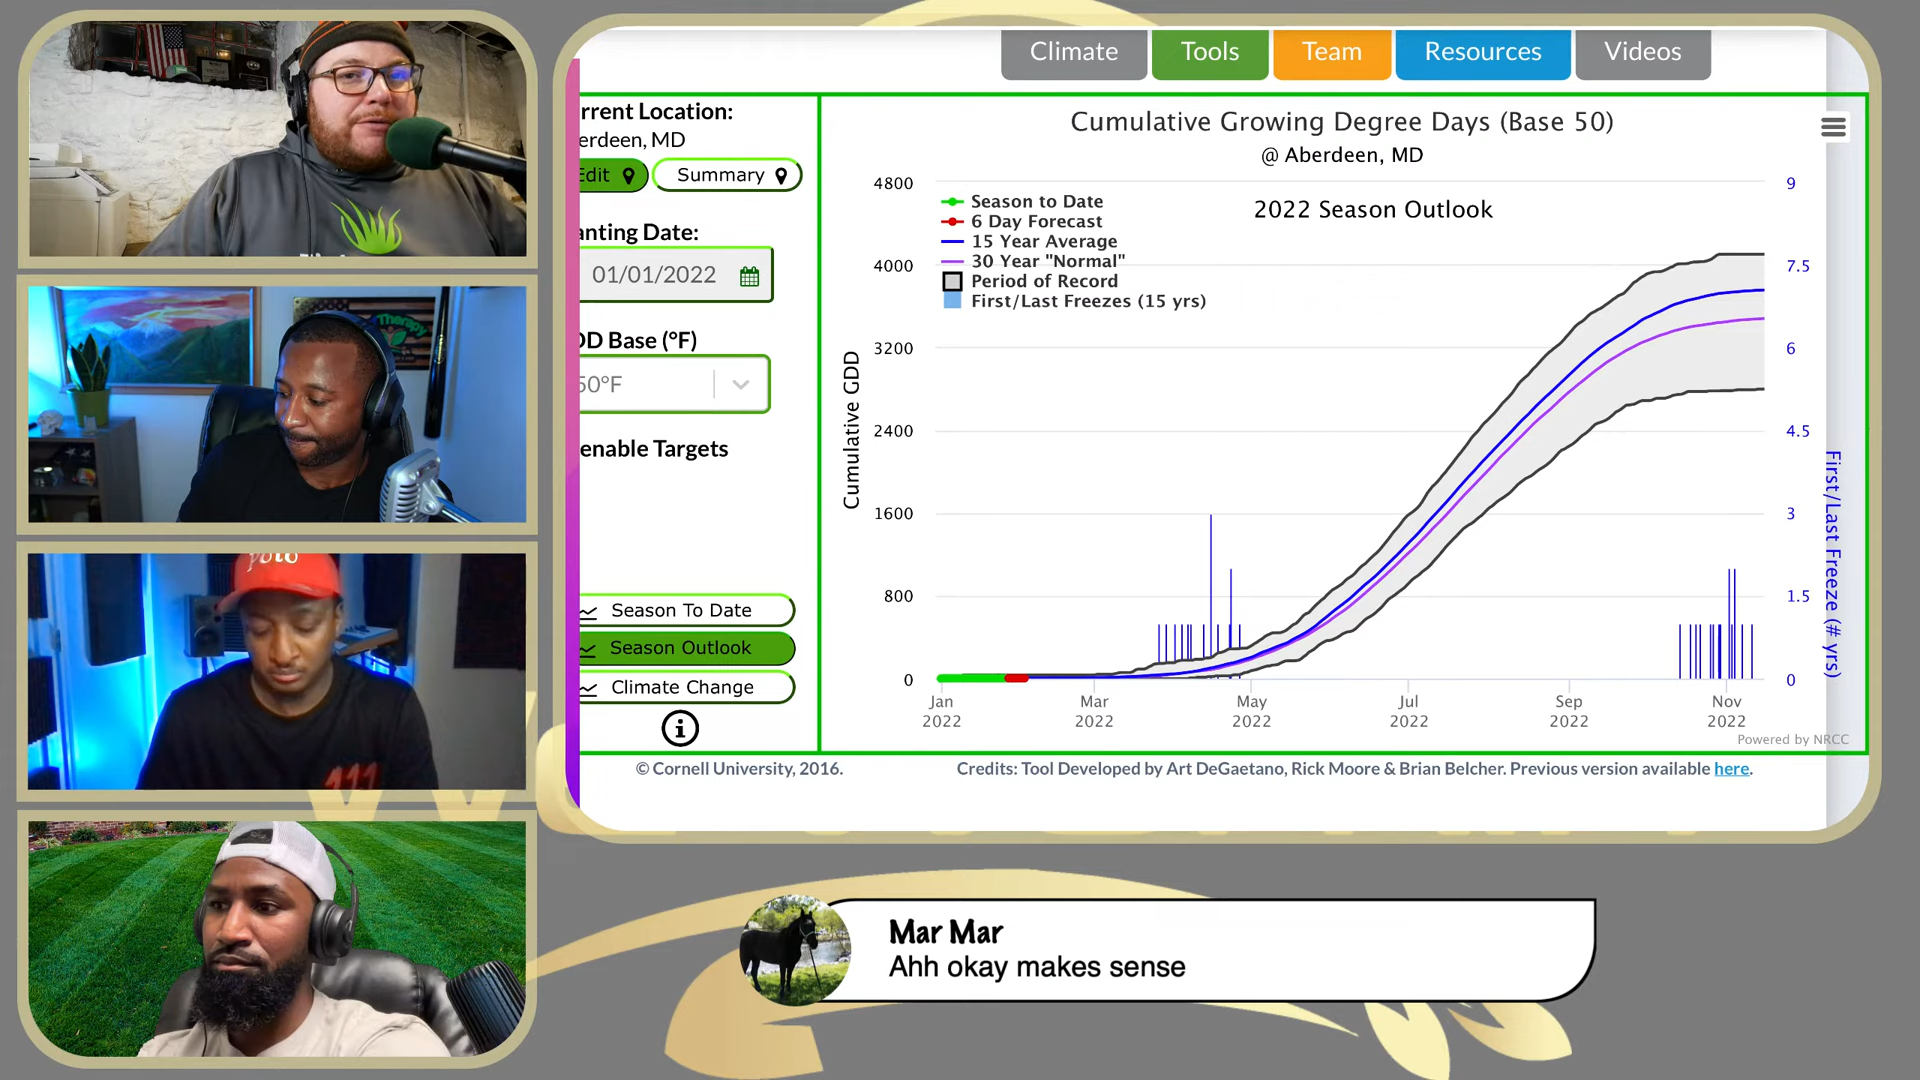 Climate
Tools
Team
Resources
Videos
rrent Location:
erdeen, MD
Edit
Summary
anting Date:
01/01/2022
DD Base (°F)
50°F
enable Targets
Season To Date
Season Outlook
Climate Change
Cumulative Growing Degree Days (Base 50)
@ Aberdeen, MD
2022 Season Outlook
Season to Date
6 Day Forecast
15 Year Average
30 Year "Normal"
Period of Record
First/Last Freezes (15 yrs)
Cumulative GDD
4800
4000
3200
2400
1600
800
0
9
7.5
6
4.5
3
1.5
0
First/Last Freeze (# yrs)
Jan 2022
Mar 2022
May 2022
Jul 2022
Sep 2022
Nov 2022
Powered by NRCC
© Cornell University, 2016.
Credits: Tool Developed by Art DeGaetano, Rick Moore & Brian Belcher. Previous version available here.
Therapy
polo
Mar Mar
Ahh okay makes sense